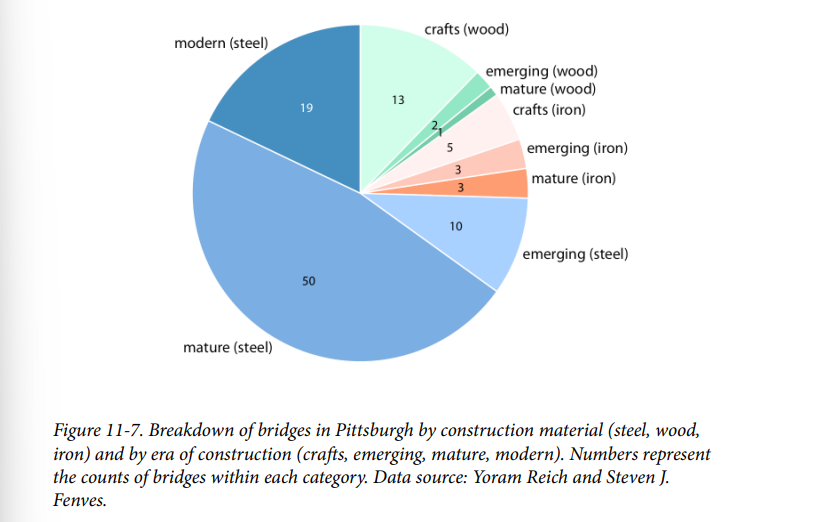 crafts (wood)
modern (steel)
emerging (wood)
mature (wood)
crafts (iron)
19
13
2
1
5
emerging (iron)
3
mature (iron)
3
10
emerging (steel)
50
mature (steel)
Figure 11-7. Breakdown of bridges in Pittsburgh by construction material (steel, wood,
iron) and by era of construction (crafts, emerging, mature, modern). Numbers represent
the counts of bridges within each category. Data source: Yoram Reich and Steven J.
Fenves.